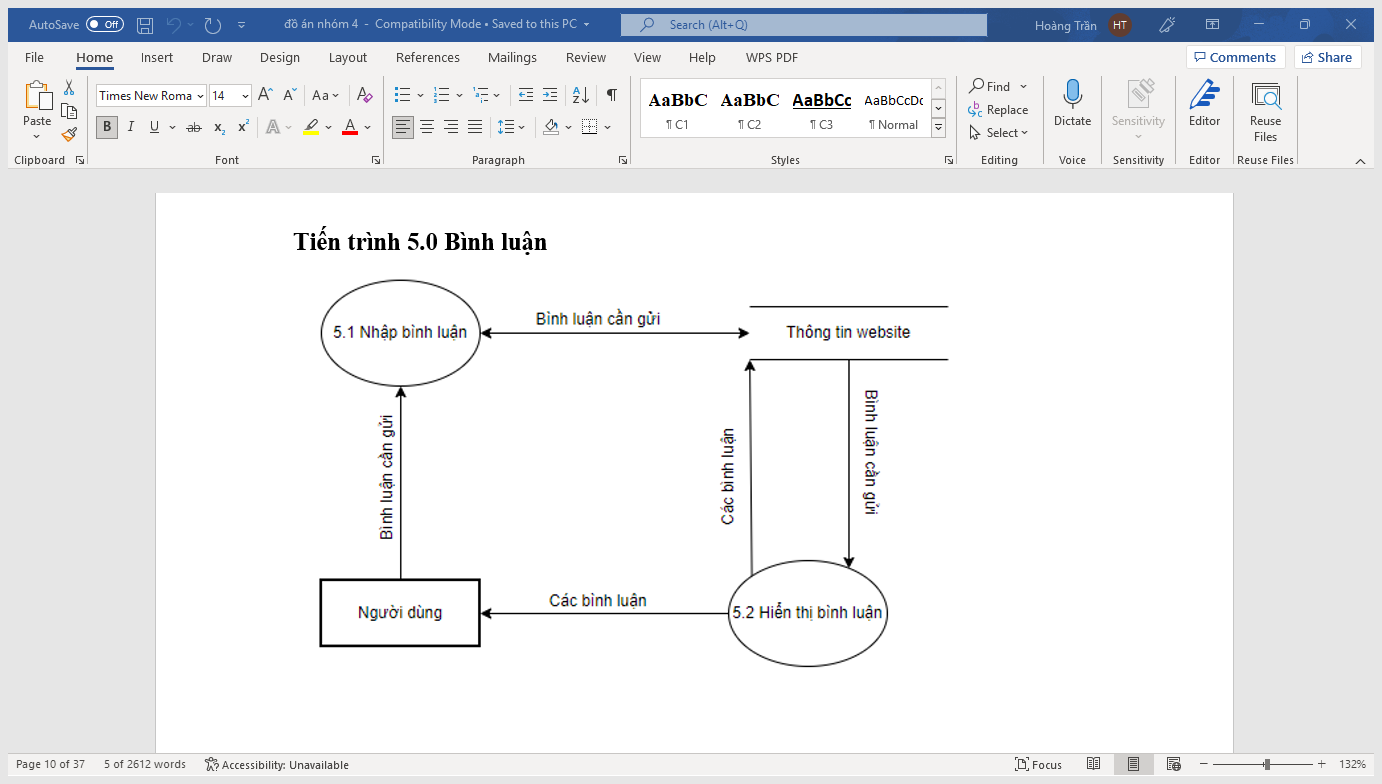 AutoSave Off đồ án nhóm 4 - Compatibility Mode • Saved to this PC Search (Alt+Q) Hoàng Trần HT
File Home Insert Draw Design Layout References Mailings Review View Help WPS PDF Comments Share
Times New Roma 14 Aa AaBbC AaBbC AaBbCc AaBbCcDc Find
Paste ¶ C1 ¶ C2 ¶ C3 ¶ Normal Replace Dictate Sensitivity Editor Reuse Files
B I U ab x₂ x² A A Select
Clipboard Font Paragraph Styles Editing Voice Sensitivity Editor Reuse Files
Tiến trình 5.0 Bình luận
5.1 Nhập bình luận
Bình luận cần gửi
Thông tin website
Bình luận cần gửi
Các bình luận
Bình luận cần gửi
Người dùng
Các bình luận
5.2 Hiển thị bình luận
Page 10 of 37 5 of 2612 words Accessibility: Unavailable Focus 132%